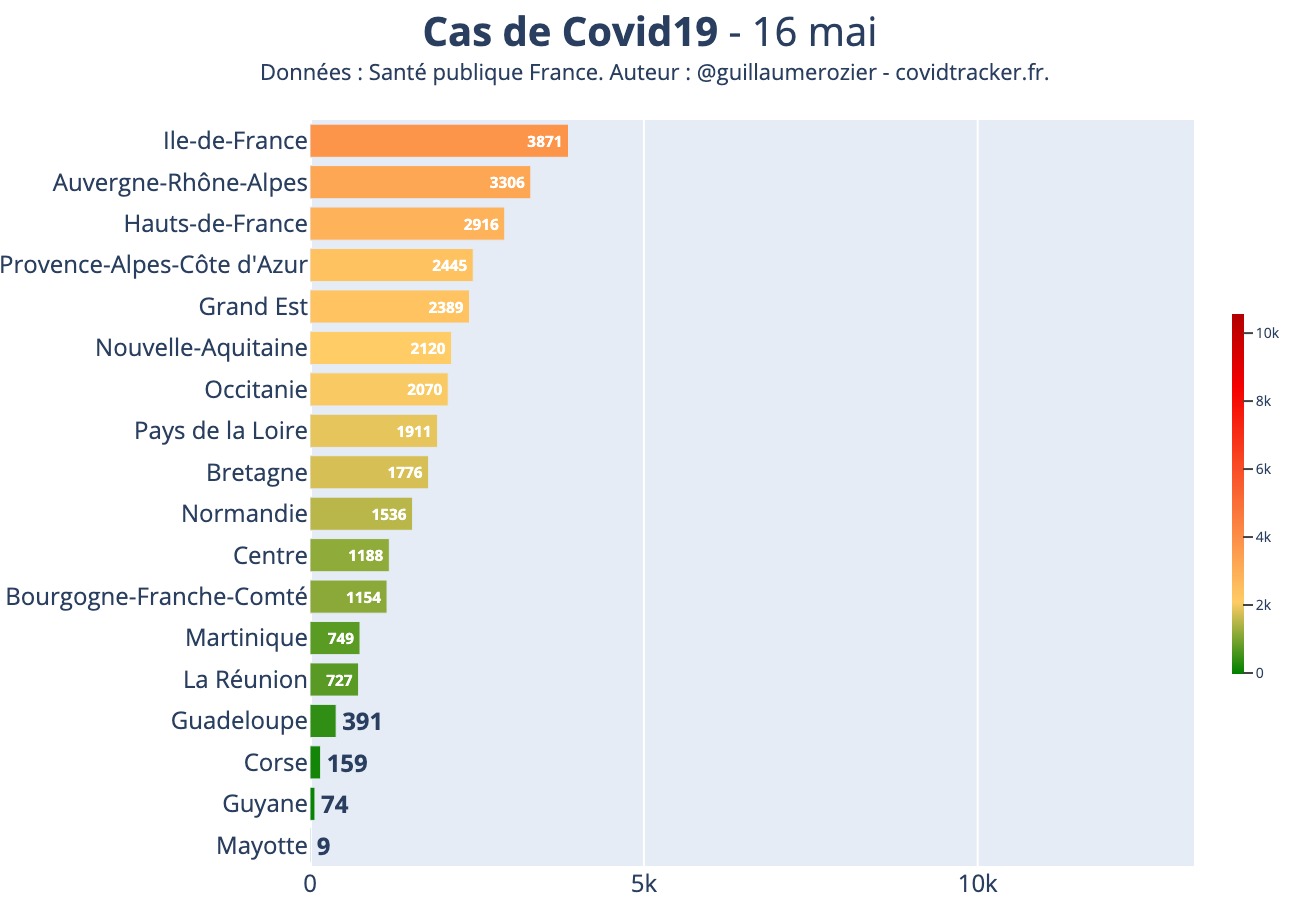 Cas de Covid19 - 16 mai
Données : Santé publique France. Auteur : @guillaumerozier - covidtracker.fr.
Ile-de-France 3871
Auvergne-Rhône-Alpes 3306
Hauts-de-France 2916
Provence-Alpes-Côte d'Azur 2445
Grand Est 2389
Nouvelle-Aquitaine 2120
Occitanie 2070
Pays de la Loire 1911
Bretagne 1776
Normandie 1536
Centre 1188
Bourgogne-Franche-Comté 1154
Martinique 749
La Réunion 727
Guadeloupe 391
Corse 159
Guyane 74
Mayotte 9
0 5k 10k
10k
8k
6k
4k
2k
0